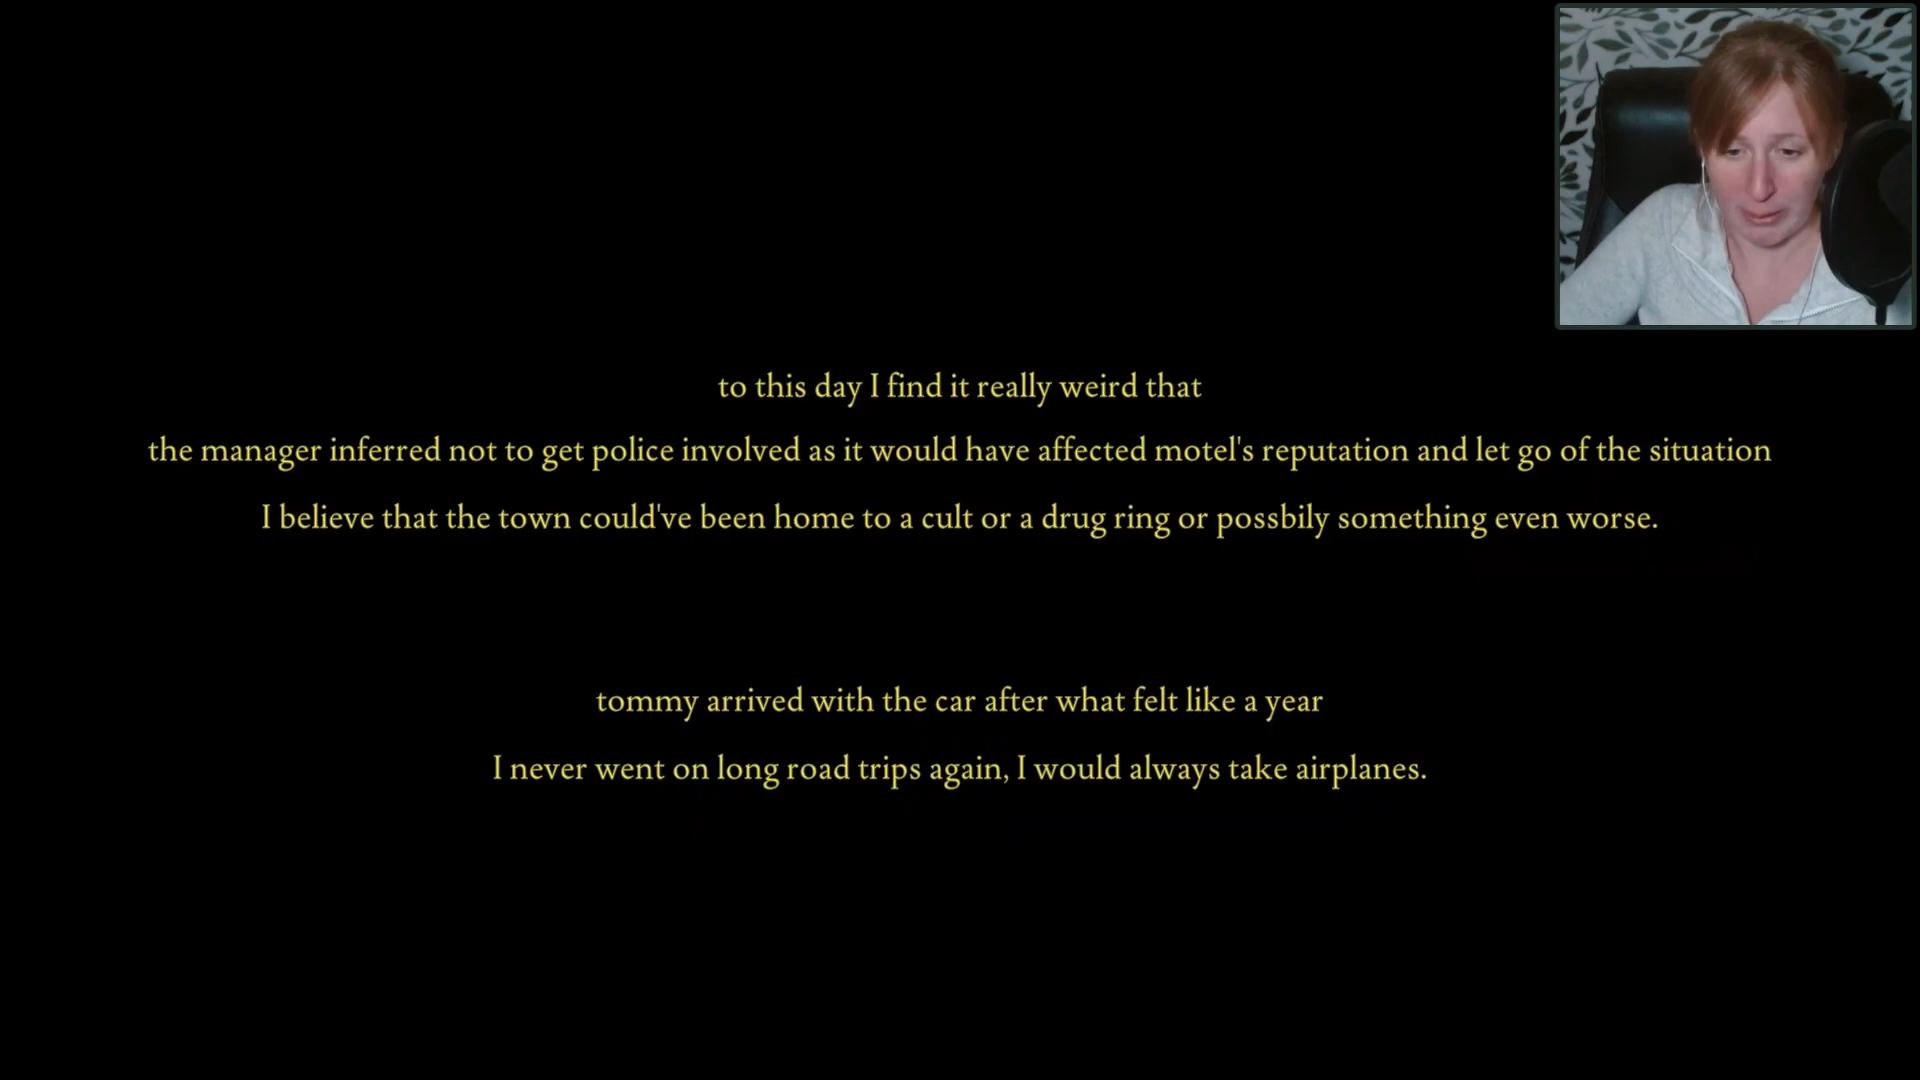 to this day I find it really weird that
the manager inferred not to get police involved as it would have affected motel's reputation and let go of the situation
I believe that the town could've been home to a cult or a drug ring or possbily something even worse.
tommy arrived with the car after what felt like a year
I never went on long road trips again, I would always take airplanes.